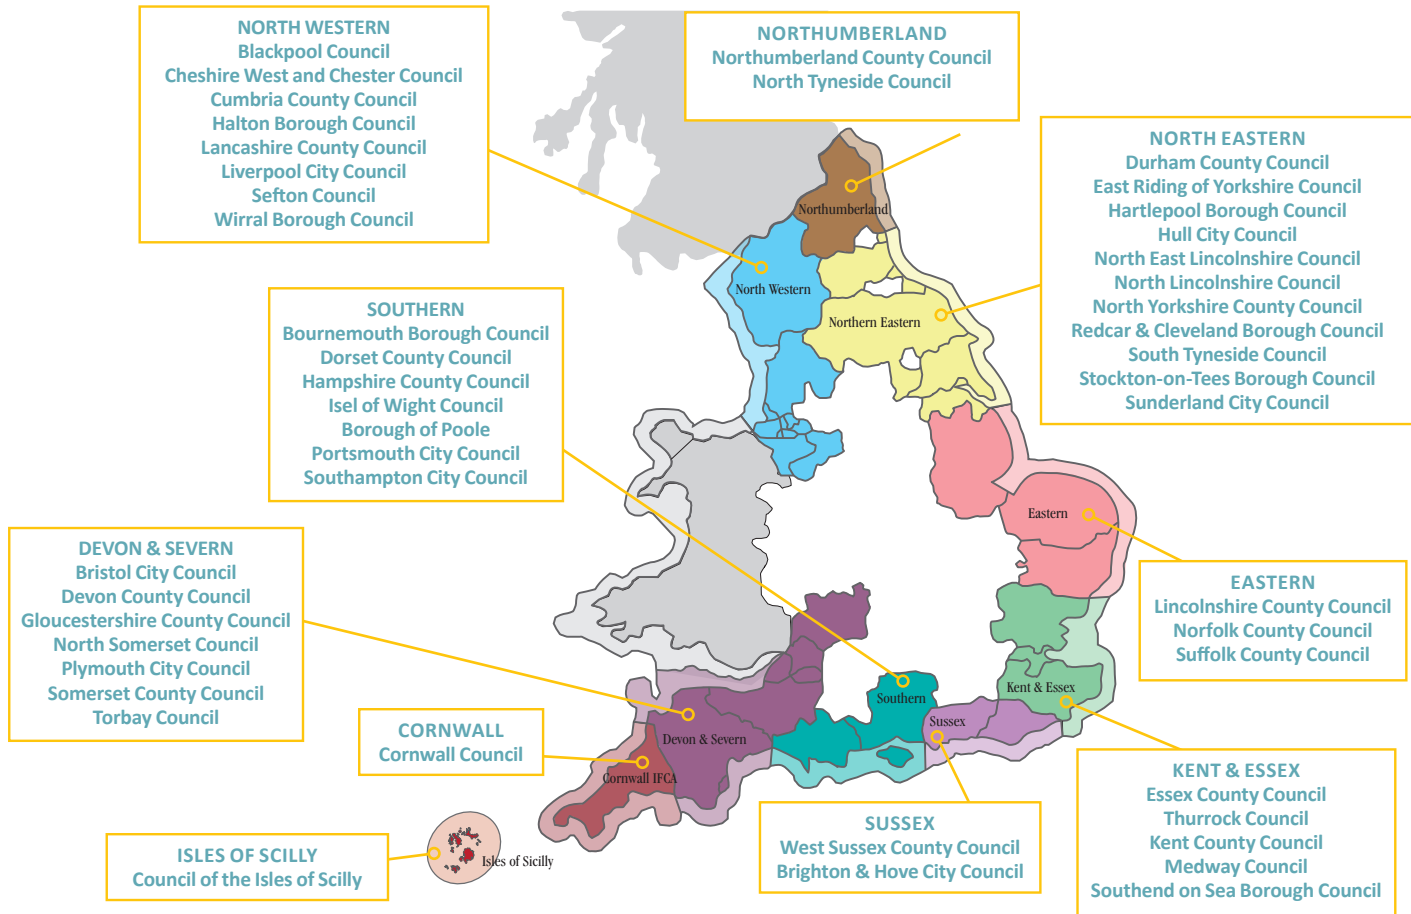 NORTH WESTERN
Blackpool Council
Cheshire West and Chester Council
Cumbria County Council
Halton Borough Council
Lancashire County Council
Liverpool City Council
Sefton Council
Wirral Borough Council
NORTHUMBERLAND
Northumberland County Council
North Tyneside Council
NORTH EASTERN
Durham County Council
East Riding of Yorkshire Council
Hartlepool Borough Council
Hull City Council
North East Lincolnshire Council
North Lincolnshire Council
North Yorkshire County Council
Redcar & Cleveland Borough Council
South Tyneside Council
Stockton-on-Tees Borough Council
Sunderland City Council
SOUTHERN
Bournemouth Borough Council
Dorset County Council
Hampshire County Council
Isel of Wight Council
Borough of Poole
Portsmouth City Council
Southampton City Council
DEVON & SEVERN
Bristol City Council
Devon County Council
Gloucestershire County Council
North Somerset Council
Plymouth City Council
Somerset County Council
Torbay Council
EASTERN
Lincolnshire County Council
Norfolk County Council
Suffolk County Council
CORNWALL
Cornwall Council
KENT & ESSEX
Essex County Council
Thurrock Council
Kent County Council
Medway Council
Southend on Sea Borough Council
SUSSEX
West Sussex County Council
Brighton & Hove City Council
ISLES OF SCILLY
Council of the Isles of Scilly
Northumberland
North Western
Northern Eastern
Eastern
Kent & Essex
Southern
Sussex
Devon & Severn
Cornwall IFCA
Isles of Sicilly